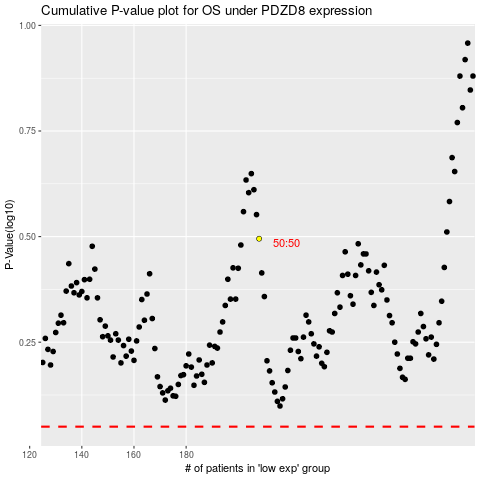 Cumulative P-value plot for OS under PDZD8 expression
P-Value(log10)
1.00
0.75
0.50
0.25
50:50
120 140 160 180
# of patients in 'low exp' group